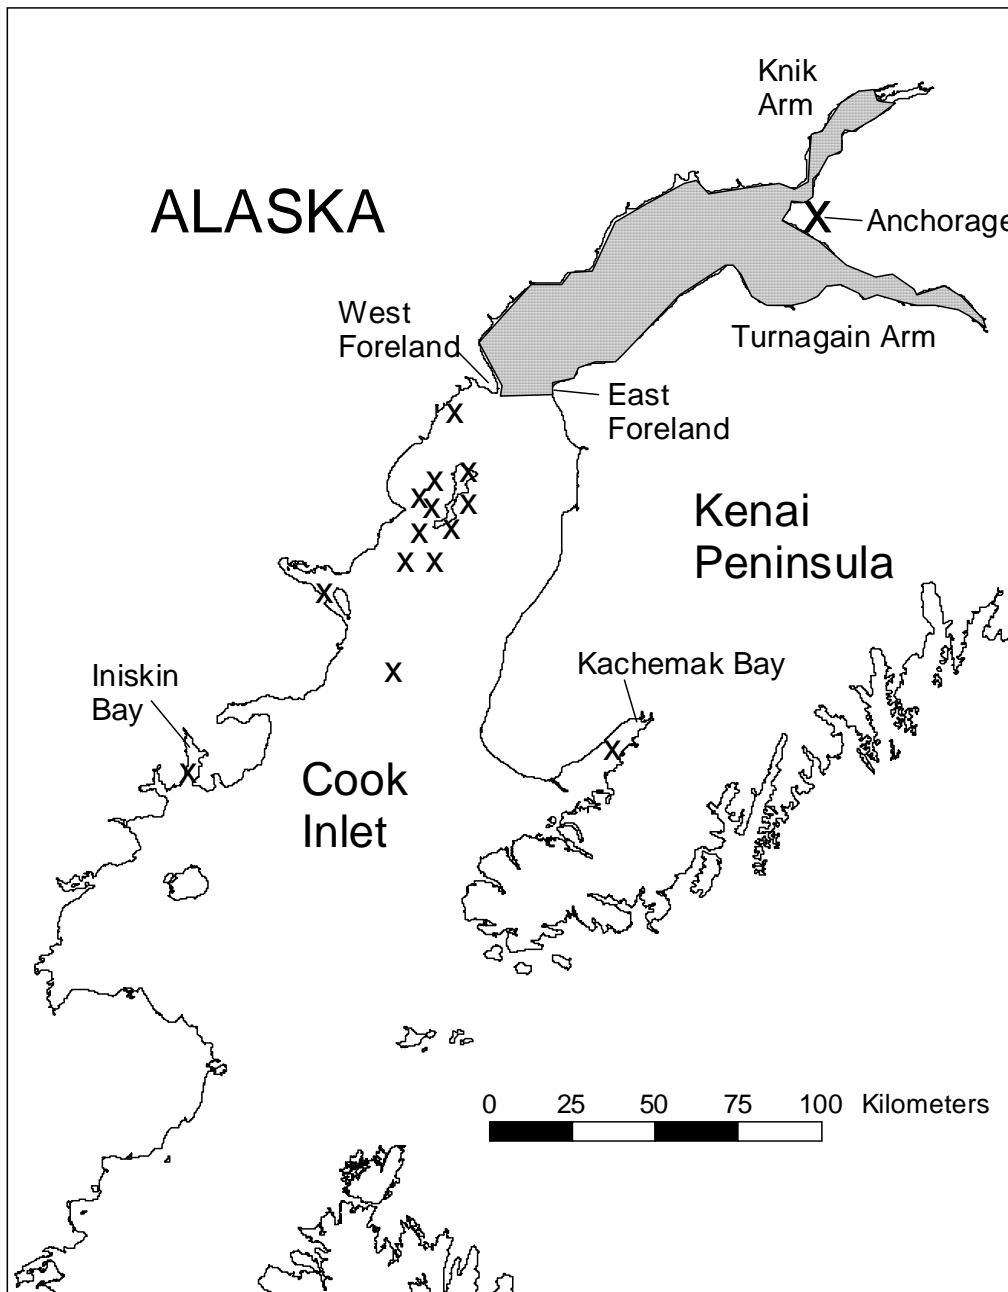 Knik
Arm
ALASKA
X
Anchorage
West
Foreland
Turnagain Arm
East
Foreland
X
X
X
X
X
X
X
X
X
X
Kenai
Peninsula
X
Iniskin
Bay
X
Kachemak Bay
X
X
Cook
Inlet
0 25 50 75 100 Kilometers